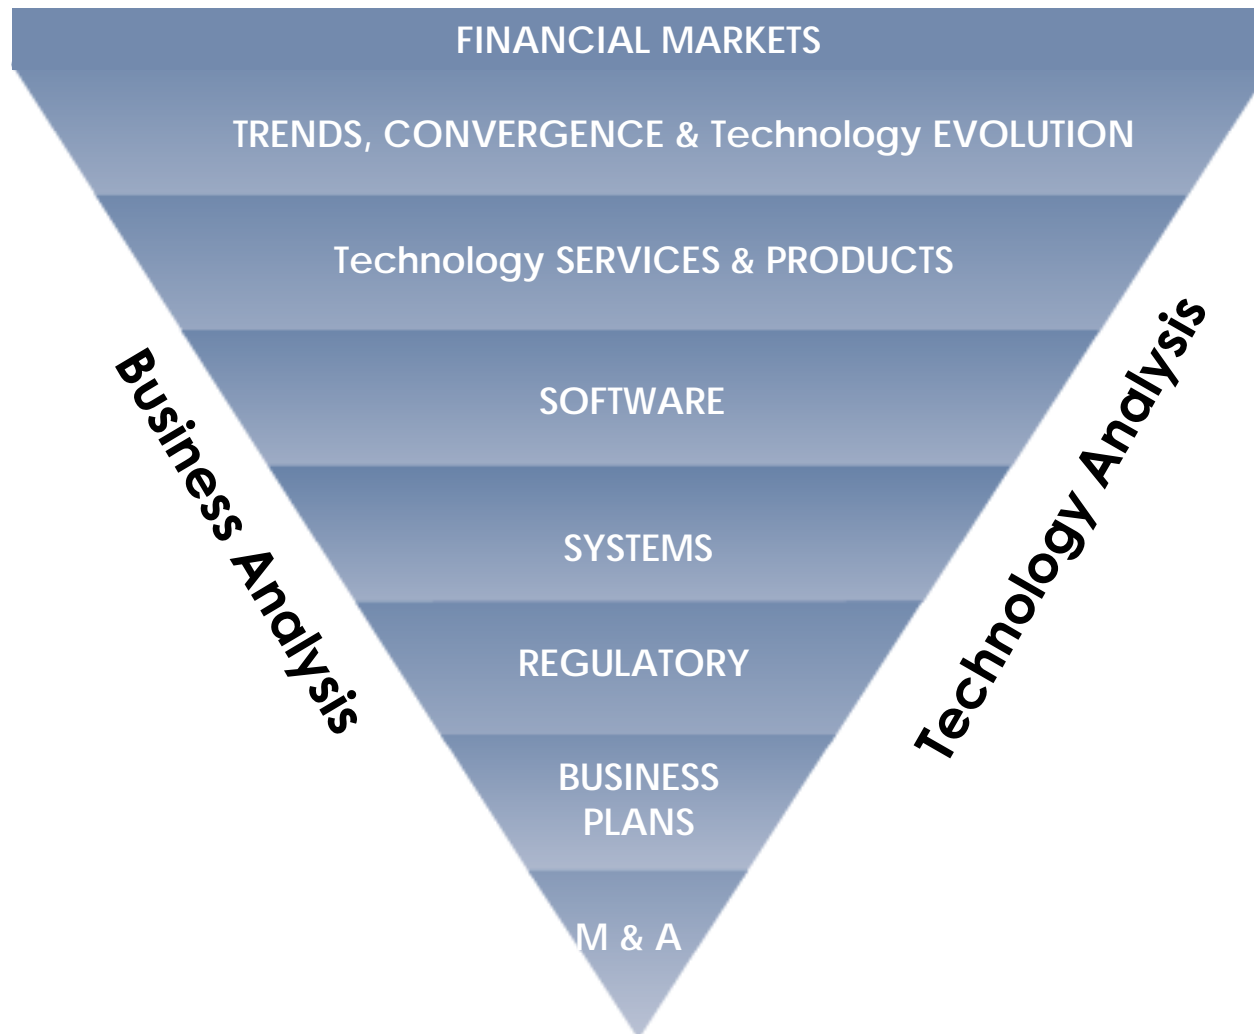 FINANCIAL MARKETS
TRENDS, CONVERGENCE & Technology EVOLUTION
Technology SERVICES & PRODUCTS
SOFTWARE
SYSTEMS
REGULATORY
BUSINESS
PLANS
M & A
Business Analysis
Technology Analysis